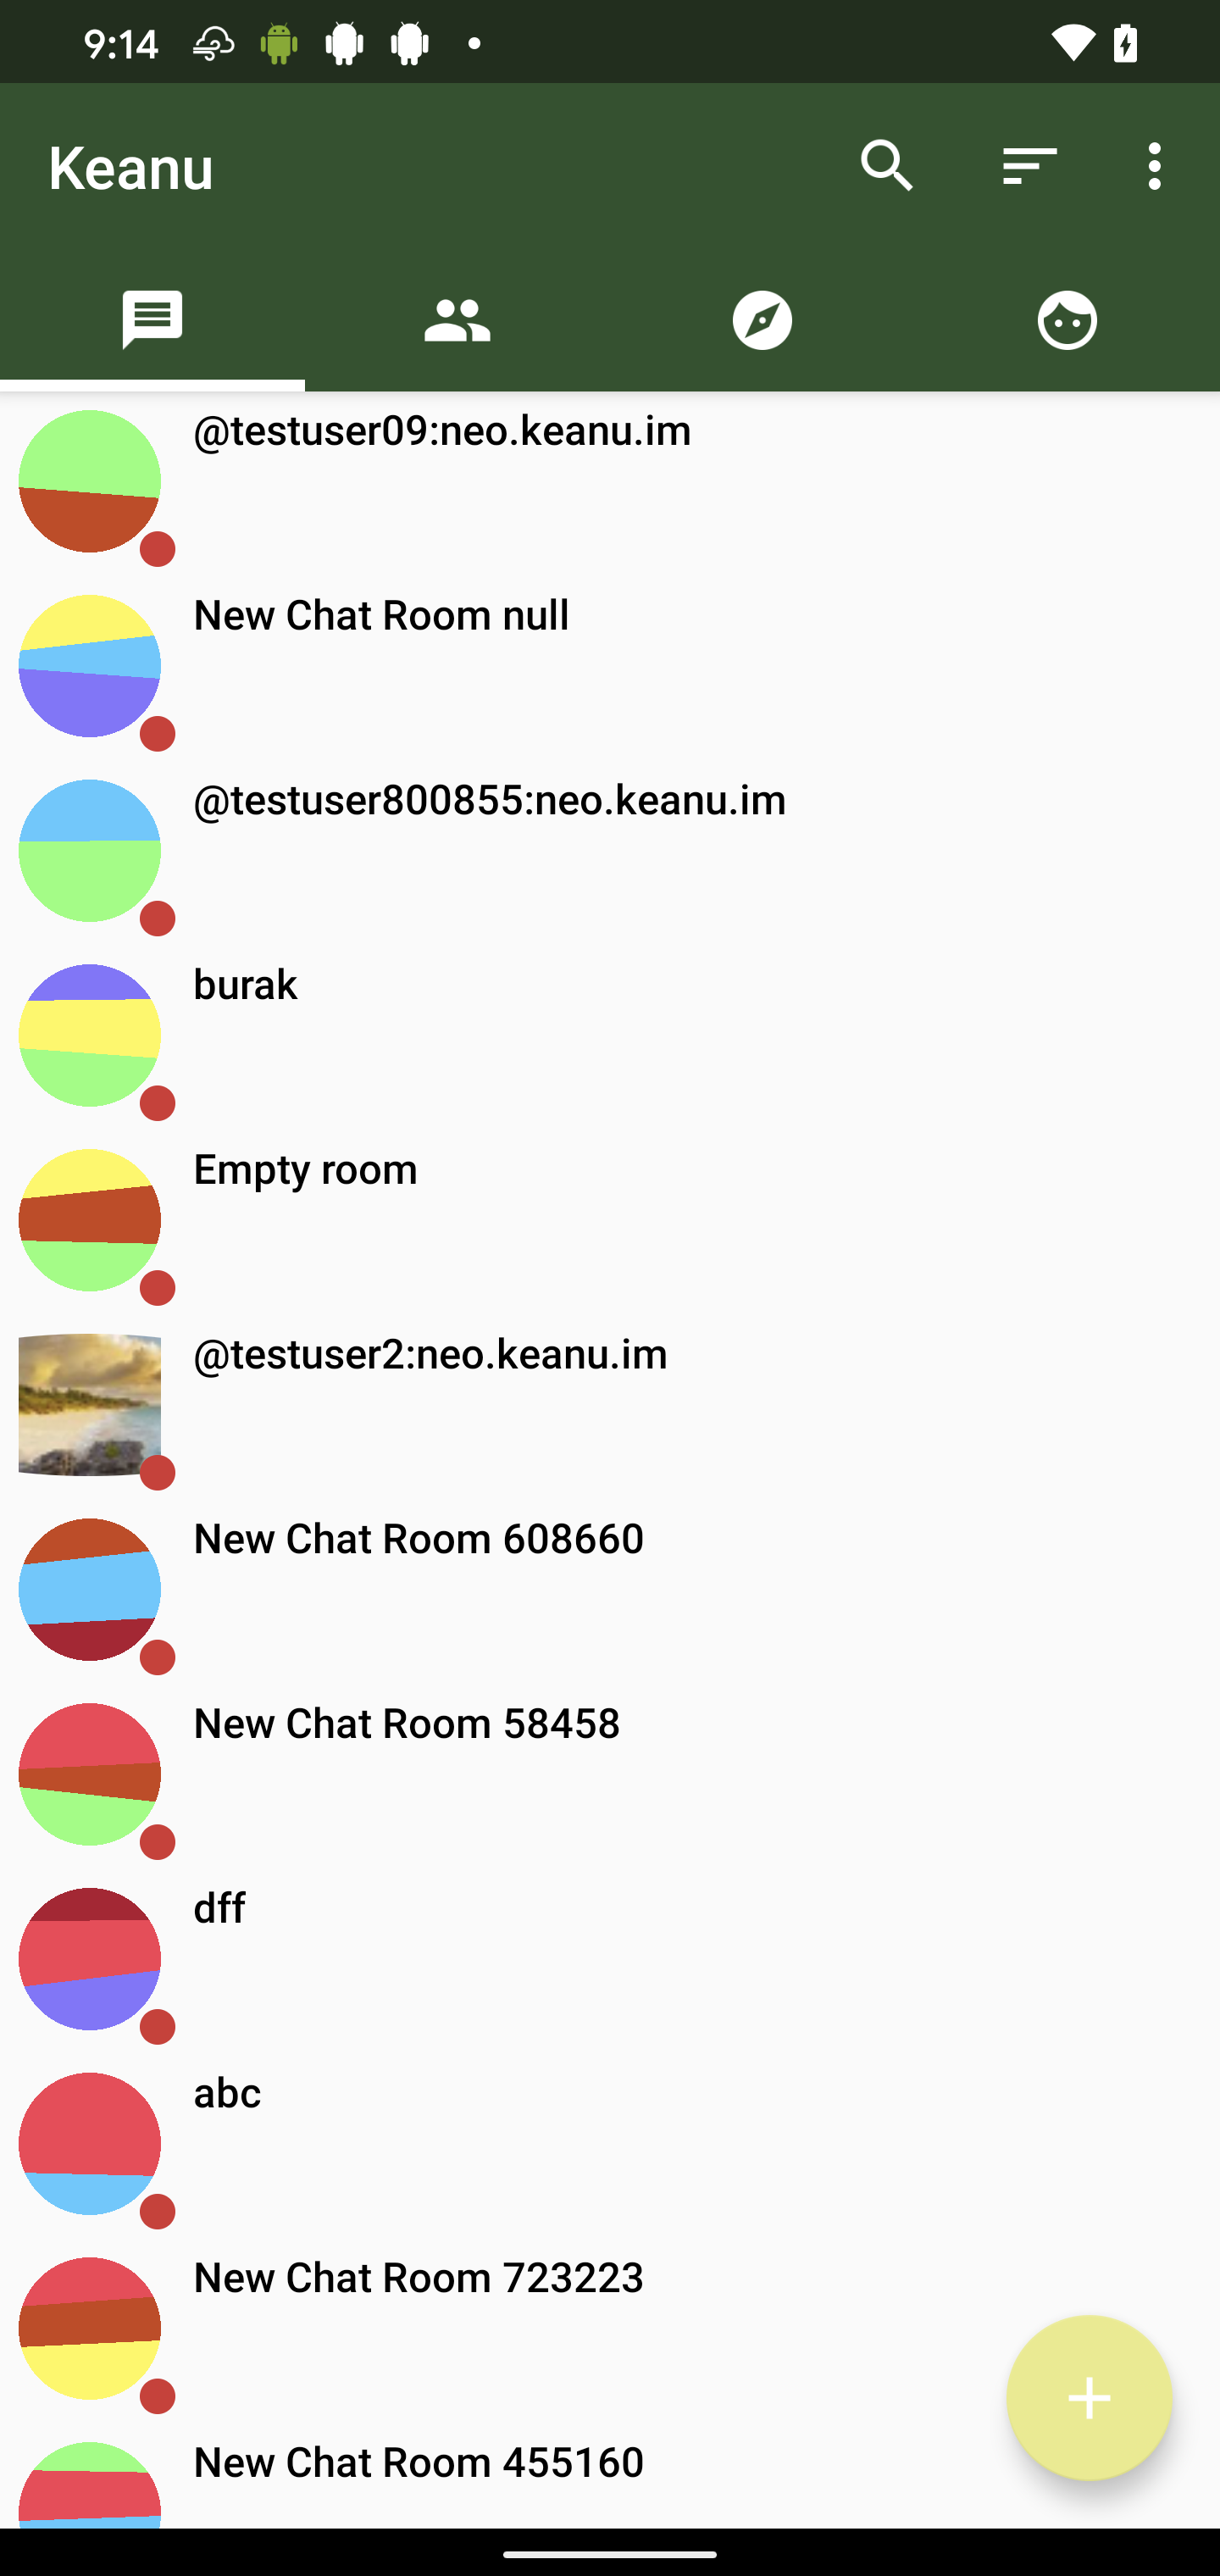 9:14
Keanu
@testuser09:neo.keanu.im
New Chat Room null
@testuser800855:neo.keanu.im
burak
Empty room
@testuser2:neo.keanu.im
New Chat Room 608660
New Chat Room 58458
dff
abc
New Chat Room 723223
New Chat Room 455160